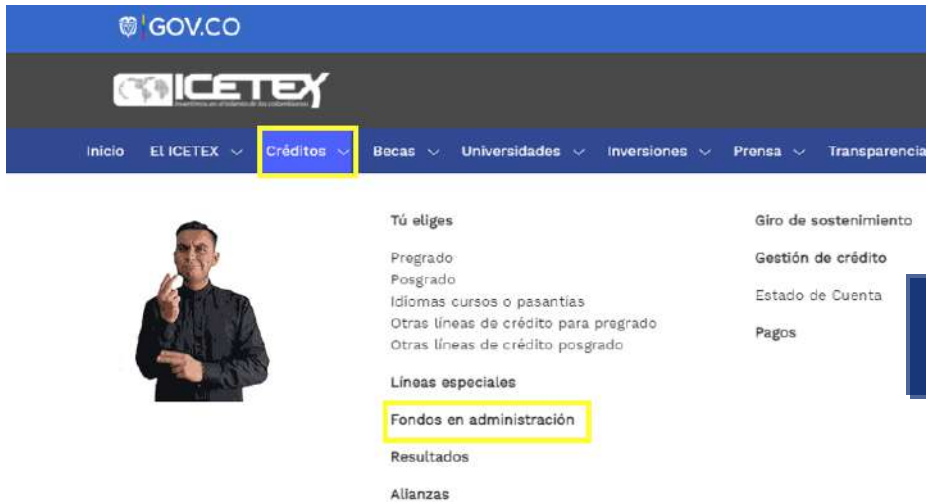 GOV.CO
ICETEX
Inicio El ICETEX Créditos Becas Universidades Inversiones Prensa Transparencia
Tú eliges
Pregrado
Posgrado
Idiomas cursos o pasantías
Otras líneas de crédito para pregrado
Otras líneas de crédito posgrado
Líneas especiales
Fondos en administración
Resultados
Alianzas
Giro de sostenimiento
Gestión de crédito
Estado de Cuenta
Pagos